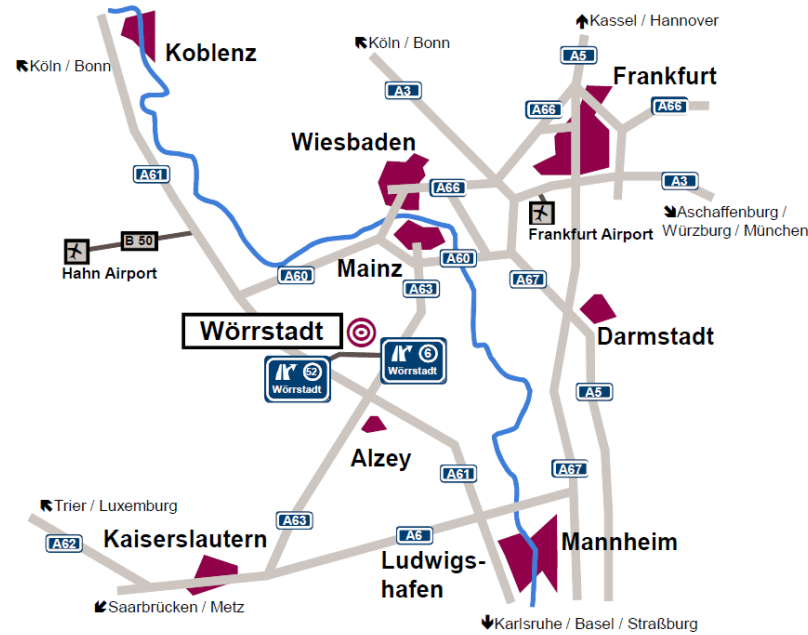 Kassel / Hannover
Köln / Bonn
Koblenz
A5
Köln / Bonn
Frankfurt
A3
A66
A66
Wiesbaden
A61
A66
A3
Aschaffenburg /
Würzburg / München
B 50
Frankfurt Airport
Hahn Airport
Mainz
A60
A60
A67
A63
Wörrstadt
Darmstadt
6
Wörrstadt
52
Wörrstadt
A5
Alzey
A67
A61
Trier / Luxemburg
A63
A6
A62
Kaiserslautern
Mannheim
Ludwigs-
hafen
Saarbrücken / Metz
Karlsruhe / Basel / Straßburg